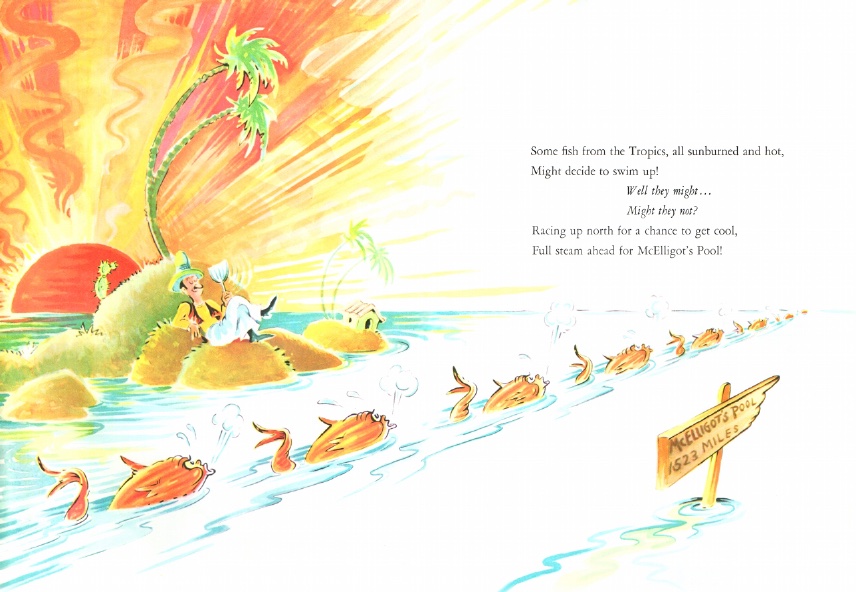 Some fish from the Tropics, all sunburned and hot,
Might decide to swim up!
Well they might...
Might they not?
Racing up north for a chance to get cool,
Full steam ahead for McElligot's Pool!
McELLIGOT'S POOL
1523 MILES